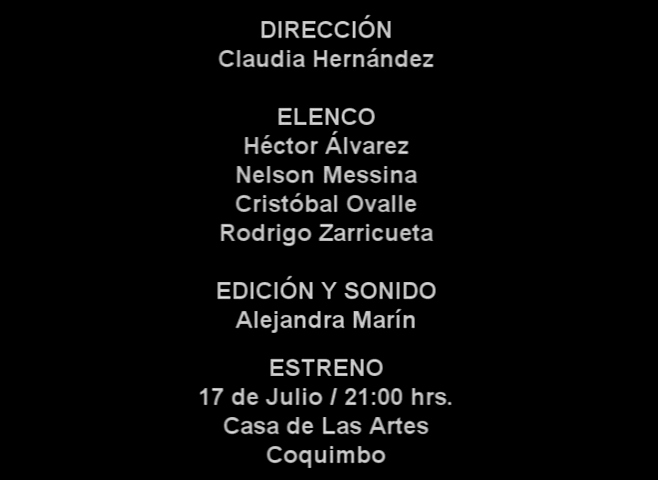 DIRECCIÓN
Claudia Hernández
ELENCO
Héctor Álvarez
Nelson Messina
Cristóbal Ovalle
Rodrigo Zarricueta
EDICIÓN Y SONIDO
Alejandra Marín
ESTRENO
17 de Julio / 21:00 hrs.
Casa de Las Artes
Coquimbo